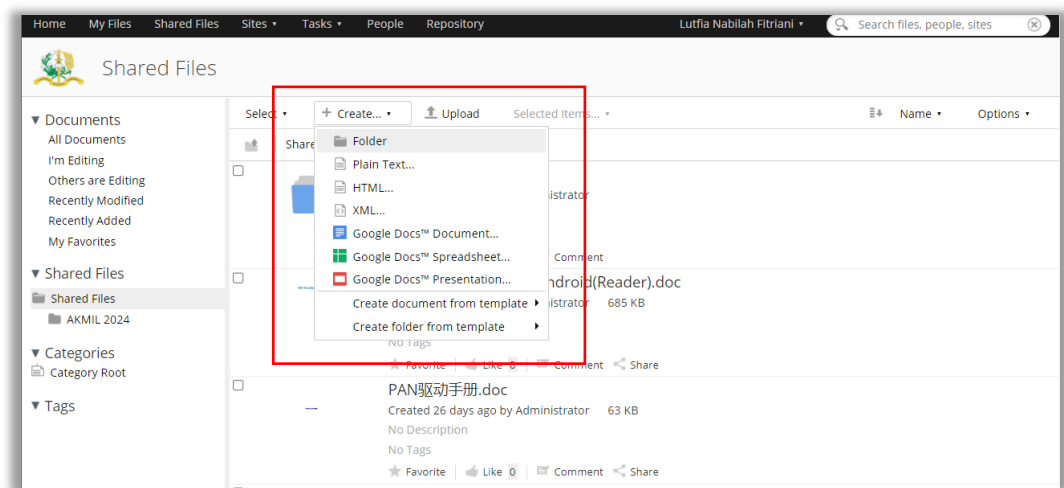 Home My Files Shared Files Sites Tasks People Repository Lutfia Nabilah Fitriani Search files, people, sites
Shared Files
Documents
All Documents
I'm Editing
Others are Editing
Recently Modified
Recently Added
My Favorites
Shared Files
Shared Files
AKMIL 2024
Categories
Category Root
Tags
Select + Create... Upload Selected Items... Name Options
Share
Folder
Plain Text...
HTML...
XML...
Google Docs™ Document...
Google Docs™ Spreadsheet...
Google Docs™ Presentation...
Create document from template
Create folder from template
Comment
(Reader).doc
685 KB
No Tags
Favorite Like 0 Comment Share
PAN驱动手册.doc
Created 26 days ago by Administrator 63 KB
No Description
No Tags
Favorite Like 0 Comment Share